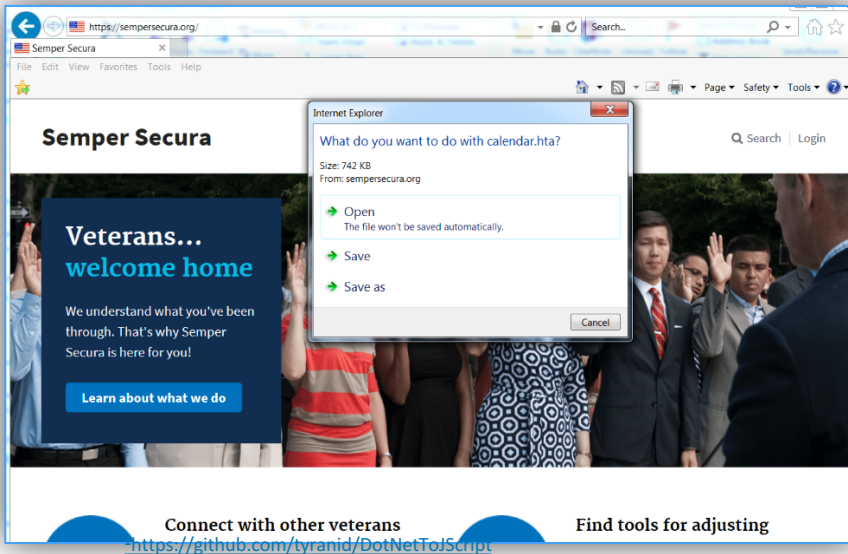 https://sempersecura.org/
Search...
Semper Secura
File Edit View Favorites Tools Help
Page Safety Tools
Semper Secura
Search Login
Internet Explorer
What do you want to do with calendar.hta?
Size: 742 KB
From: sempersecura.org
Open
The file won't be saved automatically.
Save
Save as
Cancel
Veterans...
welcome home
We understand what you've been
through. That's why Semper
Secura is here for you!
Learn about what we do
Connect with other veterans
Find tools for adjusting
https://github.com/tyranid/DotNetToJScript